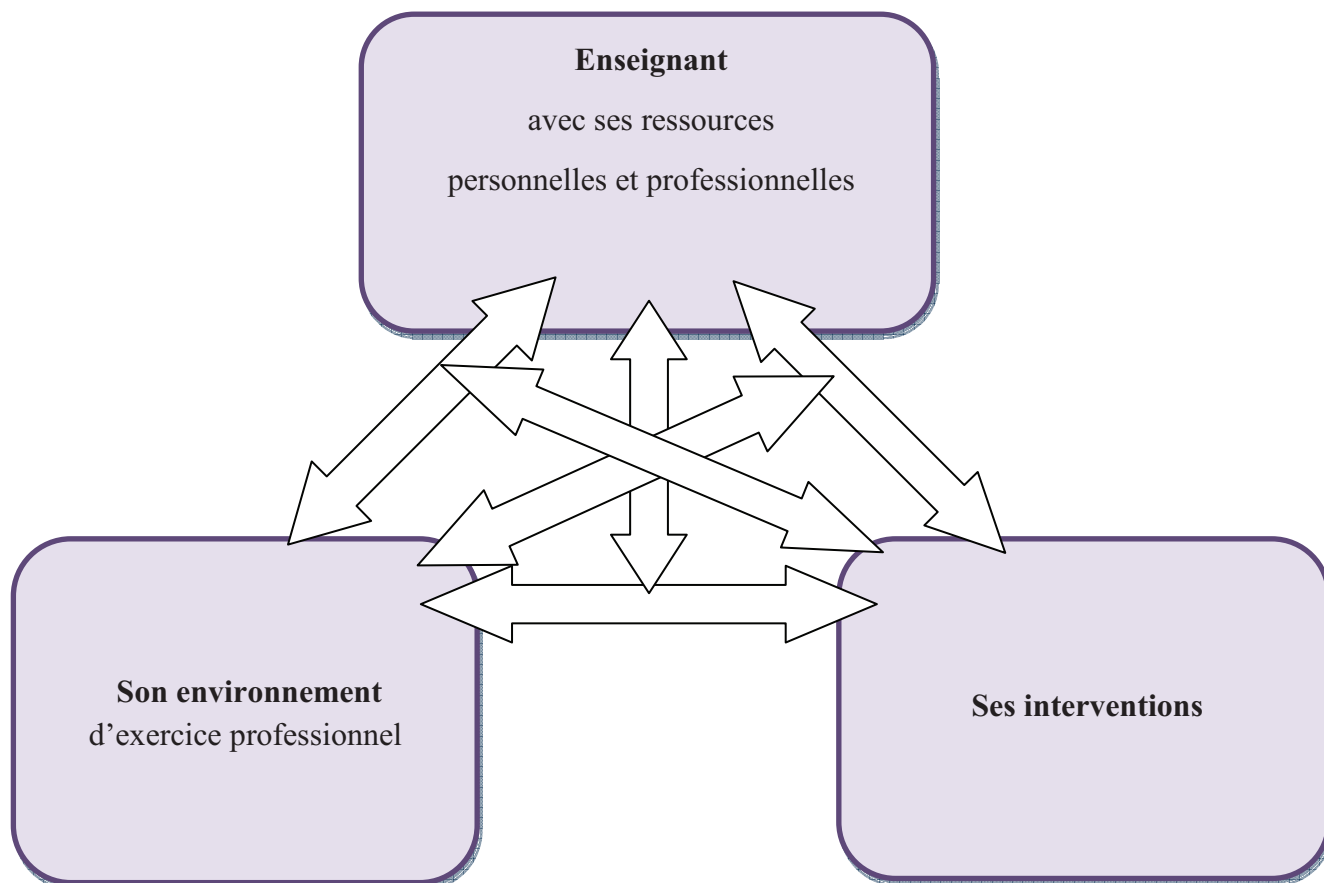 Enseignant
avec ses ressources
personnelles et professionnelles
Son environnement
d’exercice professionnel
Ses interventions